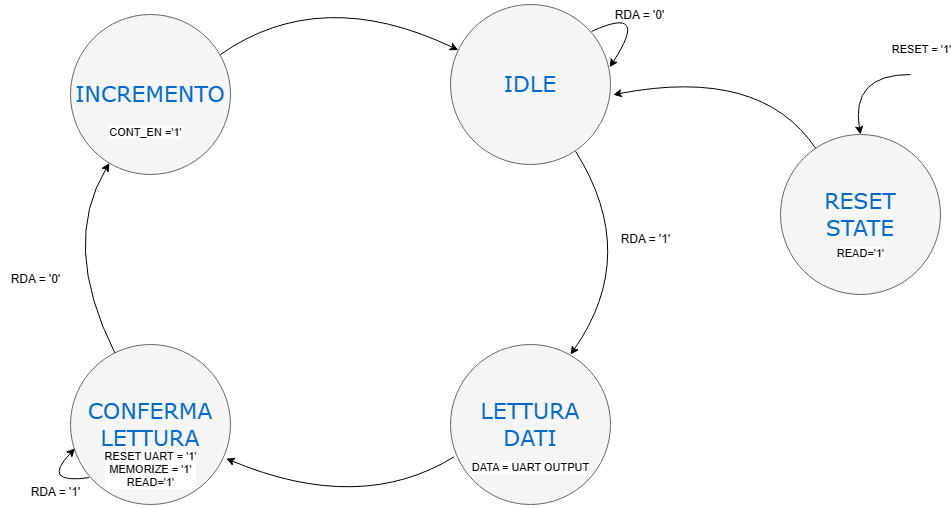 RDA = '0'
IDLE
INCREMENTO
CONT_EN ='1'
RESET = '1'
RESET
STATE
READ='1'
RDA = '1'
RDA = '0'
CONFERMA
LETTURA
RESET UART = '1'
MEMORIZE = '1'
READ='1'
RDA = '1'
LETTURA
DATI
DATA = UART OUTPUT